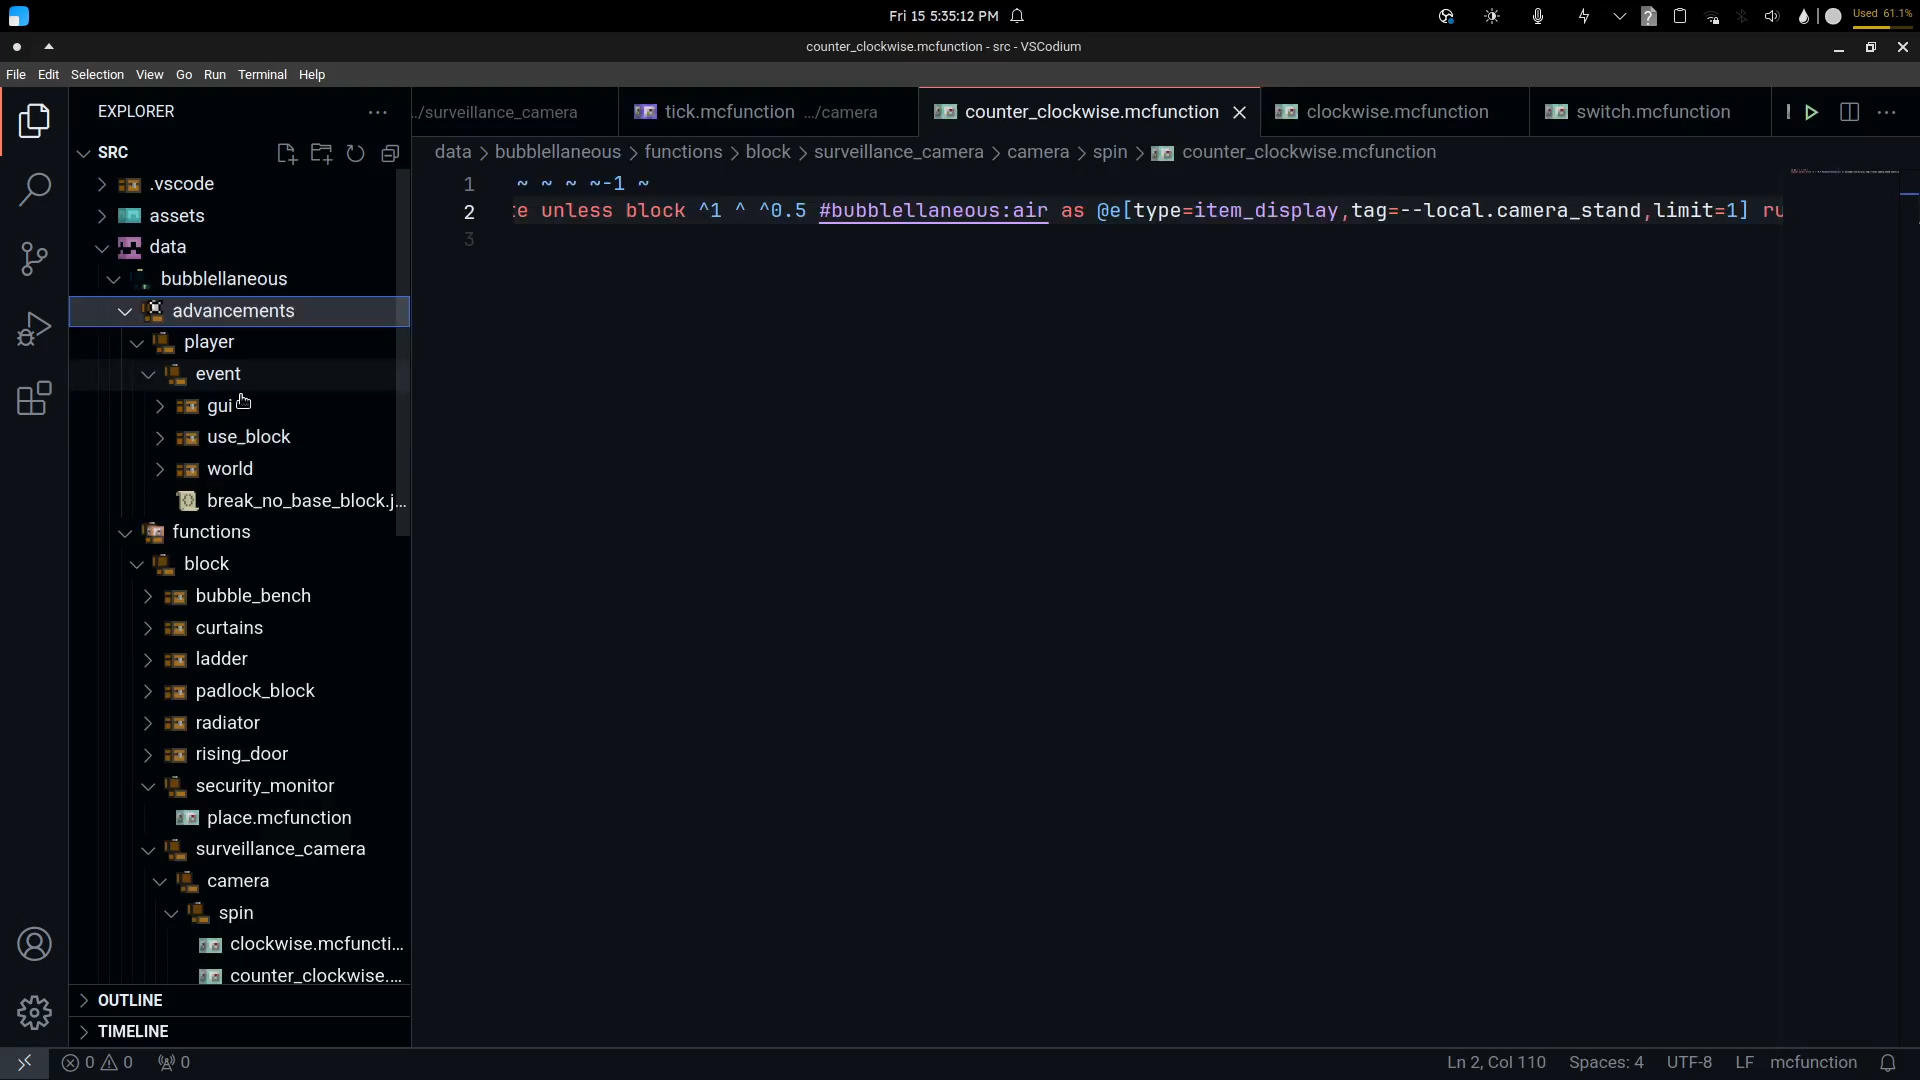 Fri 15 5:35:12 PM
Used 61.1%
counter_clockwise.mcfunction - src - VSCodium
File Edit Selection View Go Run Terminal Help
EXPLORER
./surveillance_camera
tick.mcfunction .../camera
counter_clockwise.mcfunction
clockwise.mcfunction
switch.mcfunction
SRC
data > bubblellaneous > functions > block > surveillance_camera > camera > spin > counter_clockwise.mcfunction
1 ~ ~ ~ ~-1 ~
2 :e unless block ^1 ^ ^0.5 #bubblellaneous:air as @e[type=item_display,tag=--local.camera_stand,limit=1] ru
3
.vscode
assets
data
bubblellaneous
advancements
player
event
gui
use_block
world
break_no_base_block.j...
functions
block
bubble_bench
curtains
ladder
padlock_block
radiator
rising_door
security_monitor
place.mcfunction
surveillance_camera
camera
spin
clockwise.mcfuncti...
counter_clockwise....
OUTLINE
TIMELINE
0 0 0
Ln 2, Col 110 Spaces: 4 UTF-8 LF mcfunction